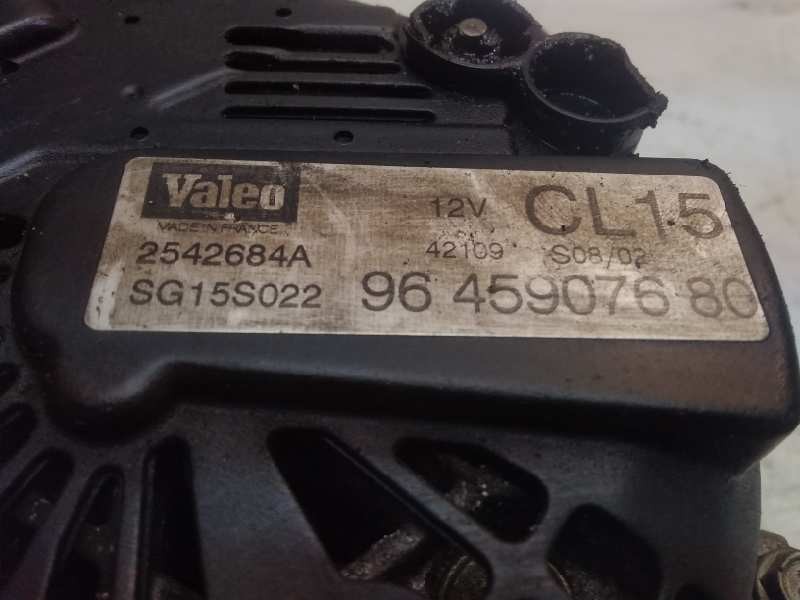 Valeo
MADE IN FRANCE
12V
CL15
2542684A
42109
S08/02
SG15S022
96 459076 80